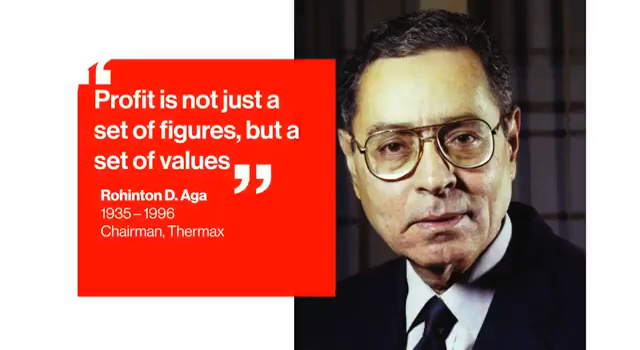 “
Profit is not just a
set of figures, but a
set of values
”
Rohinton D. Aga
1935 – 1996
Chairman, Thermax